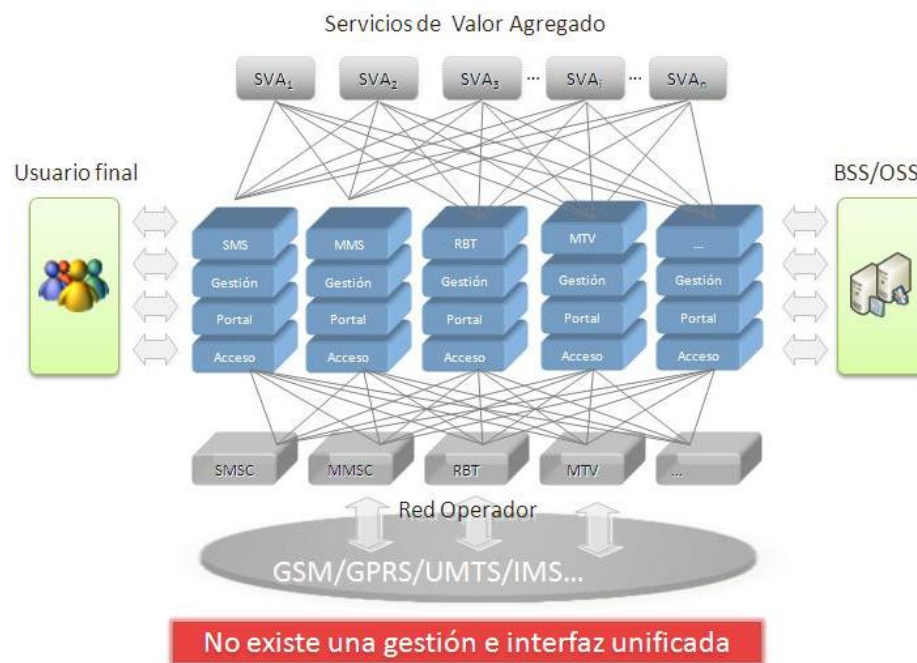 Servicios de Valor Agregado
SVA1 SVA2 SVA3 ... SVAi ... SVAn
Usuario final
BSS/OSS
SMS MMS RBT MTV ...
Gestión Gestión Gestión Gestión Gestión
Portal Portal Portal Portal Portal
Acceso Acceso Acceso Acceso Acceso
SMSC MMSC RBT MTV ...
Red Operador
GSM/GPRS/UMTS/IMS...
No existe una gestión e interfaz unificada